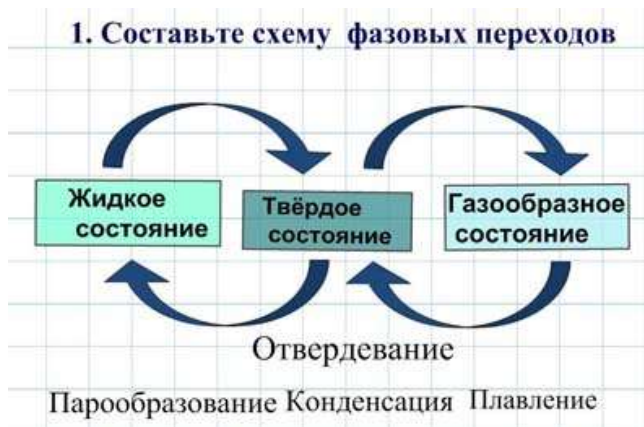 1. Составьте схему фазовых переходов
Жидкое
состояние
Твёрдое
состояние
Газообразное
состояние
Отвердевание
Парообразование Конденсация Плавление